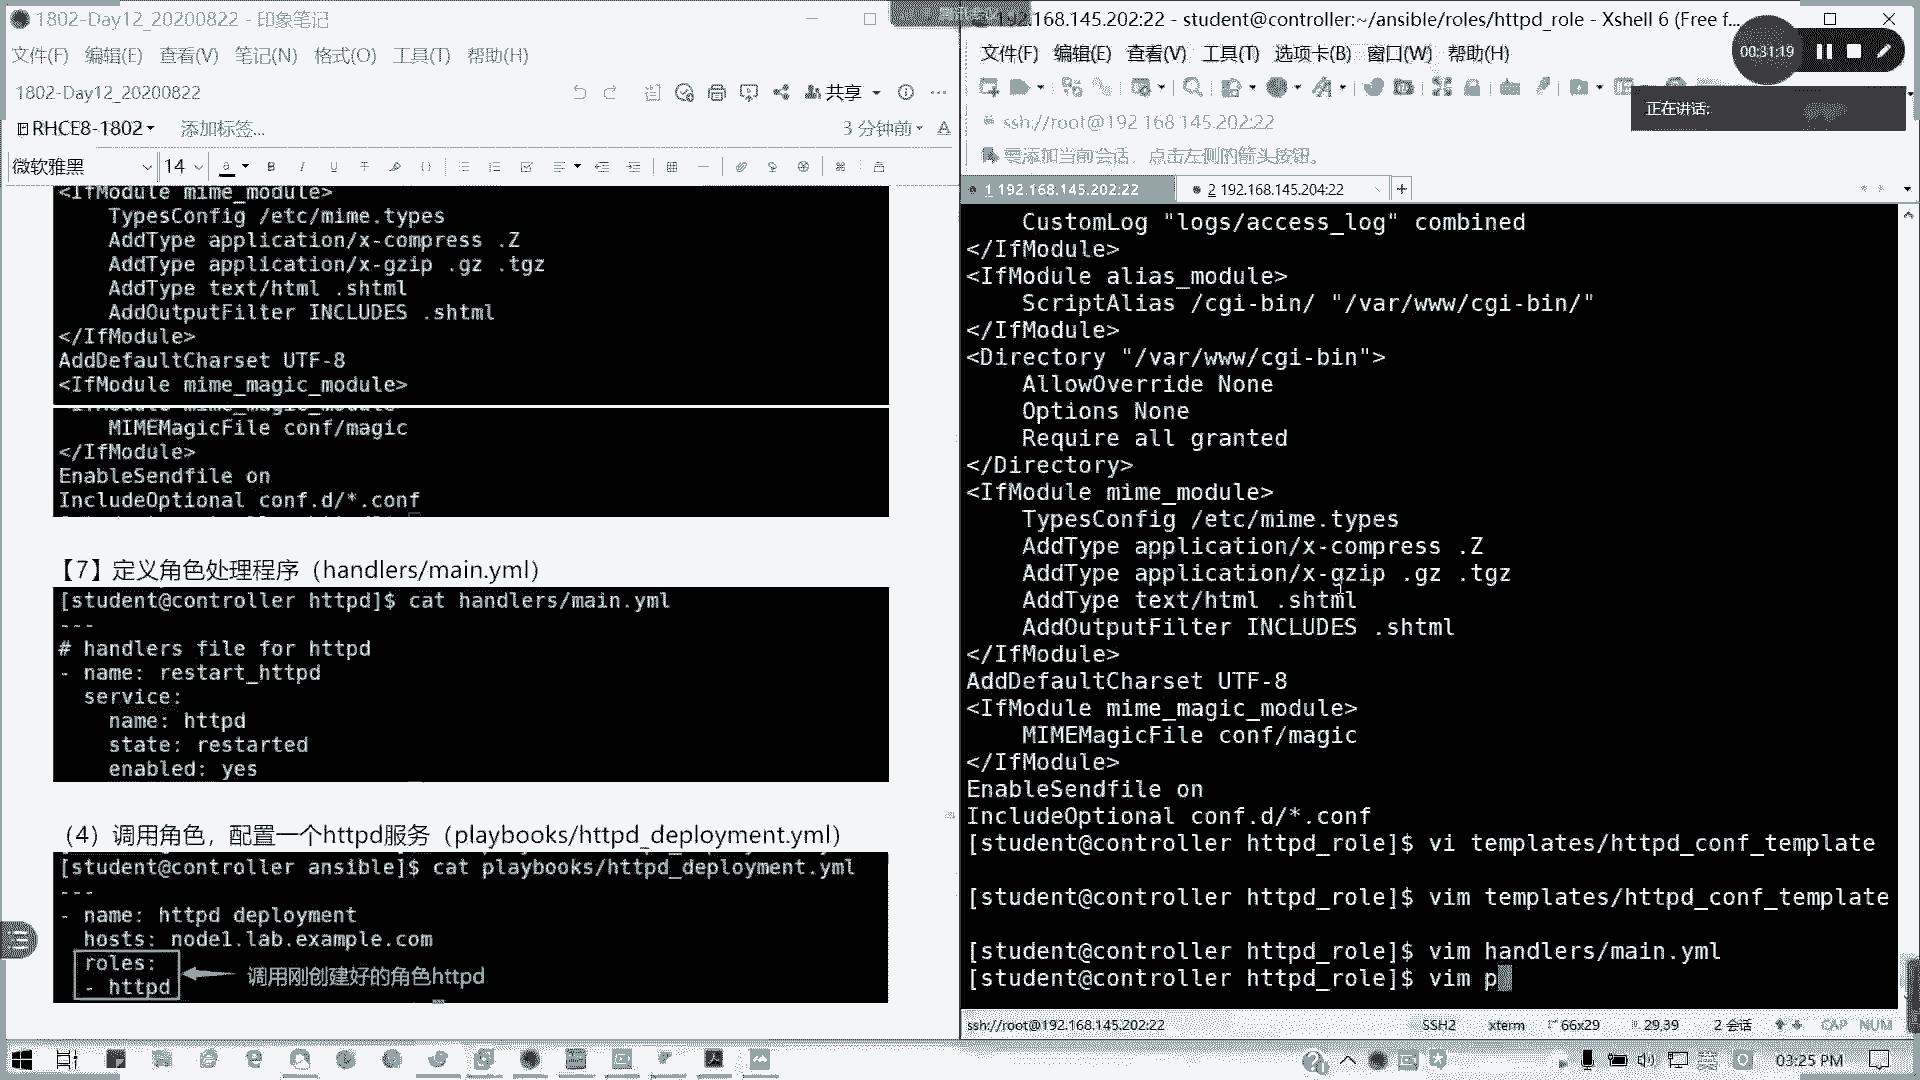 1802-Day12_20200822 - 印象笔记
文件(F) 编辑(E) 查看(V) 笔记(N) 格式(O) 工具(T) 帮助(H)
1802-Day12_20200822
共享
RHCE8-1802
添加标签...
3 分钟前
微软雅黑
14
<IfModule mime_module>
    TypesConfig /etc/mime.types
    AddType application/x-compress .Z
    AddType application/x-gzip .gz .tgz
    AddType text/html .shtml
    AddOutputFilter INCLUDES .shtml
</IfModule>
AddDefaultCharset UTF-8
<IfModule mime_magic_module>
    MIMEMagicFile conf/magic
</IfModule>
EnableSendfile on
IncludeOptional conf.d/*.conf
【7】定义角色处理程序（handlers/main.yml）
[student@controller httpd]$ cat handlers/main.yml
---
# handlers file for httpd
- name: restart_httpd
  service:
    name: httpd
    state: restarted
    enabled: yes
（4）调用角色，配置一个httpd服务（playbooks/httpd_deployment.yml）
[student@controller ansible]$ cat playbooks/httpd_deployment.yml
---
- name: httpd deployment
  hosts: node1.lab.example.com
  roles:
  - httpd
调用刚创建好的角色httpd
192.168.145.202:22 - student@controller:~/ansible/roles/httpd_role - Xshell 6 (Free f...
文件(F) 编辑(E) 查看(V) 工具(T) 选项卡(B) 窗口(W) 帮助(H)
00:31:19
正在讲话:
ssh://root@192.168.145.202:22
要添加当前会话，点击左侧的箭头按钮。
1 192.168.145.202:22
2 192.168.145.204:22
    CustomLog "logs/access_log" combined
</IfModule>
<IfModule alias_module>
    ScriptAlias /cgi-bin/ "/var/www/cgi-bin/"
</IfModule>
<Directory "/var/www/cgi-bin">
    AllowOverride None
    Options None
    Require all granted
</Directory>
<IfModule mime_module>
    TypesConfig /etc/mime.types
    AddType application/x-compress .Z
    AddType application/x-gzip .gz .tgz
    AddType text/html .shtml
    AddOutputFilter INCLUDES .shtml
</IfModule>
AddDefaultCharset UTF-8
<IfModule mime_magic_module>
    MIMEMagicFile conf/magic
</IfModule>
EnableSendfile on
IncludeOptional conf.d/*.conf
[student@controller httpd_role]$ vi templates/httpd_conf_template
[student@controller httpd_role]$ vim templates/httpd_conf_template
[student@controller httpd_role]$ vim handlers/main.yml
[student@controller httpd_role]$ vim p
ssh://root@192.168.145.202:22
SSH2 xterm 66x29 29,39 2 会话 CAP NUM
03:25 PM